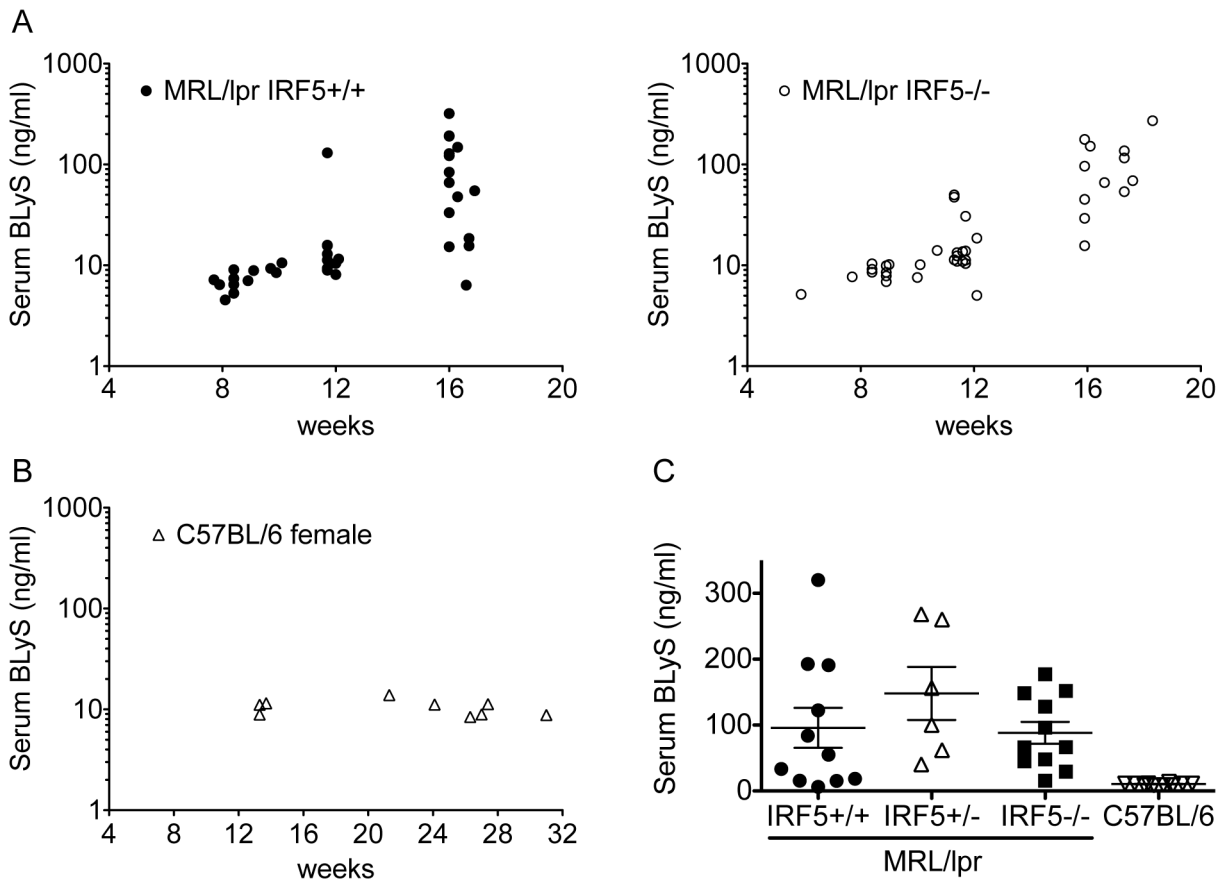 A
1000
100
10
1
Serum BLyS (ng/ml)
MRL/lpr IRF5+/+
4 8 12 16 20
weeks
1000
100
10
1
Serum BLyS (ng/ml)
MRL/lpr IRF5-/-
4 8 12 16 20
weeks
B
1000
100
10
1
Serum BLyS (ng/ml)
C57BL/6 female
4 8 12 16 20 24 28 32
weeks
C
300
200
100
0
Serum BLyS (ng/ml)
IRF5+/+ IRF5+/- IRF5-/- C57BL/6
MRL/lpr